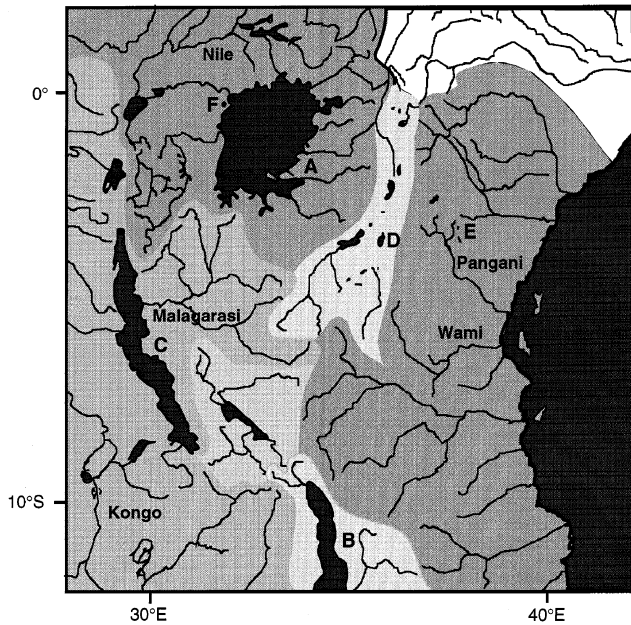 Nile
0°
F
A
D
E
Pangani
Malagarasi
Wami
C
10°S
Kongo
B
30°E
40°E